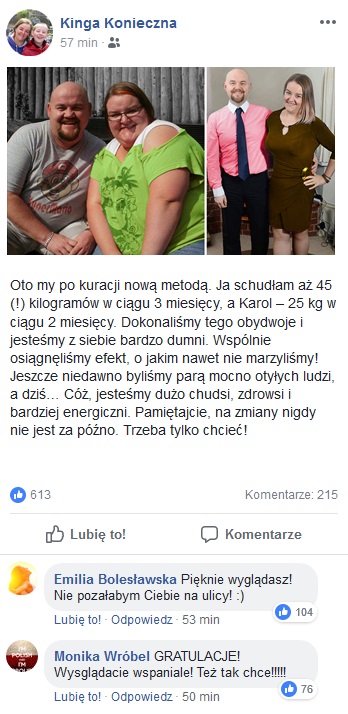 Kinga Konieczna
57 min ·
Oto my po kuracji nową metodą. Ja schudłam aż 45
(!) kilogramów w ciągu 3 miesięcy, a Karol – 25 kg w
ciągu 2 miesięcy. Dokonaliśmy tego obydwoje i
jesteśmy z siebie bardzo dumni. Wspólnie
osiągnęliśmy efekt, o jakim nawet nie marzyliśmy!
Jeszcze niedawno byliśmy parą mocno otyłych ludzi,
a dziś… Cóż, jesteśmy dużo chudsi, zdrowsi i
bardziej energiczni. Pamiętajcie, na zmiany nigdy
nie jest za późno. Trzeba tylko chcieć!
613 Komentarze: 215
Lubię to! Komentarze
Emilia Bolesławska Pięknie wyglądasz!
Nie pozałabym Ciebie na ulicy! :)
104
Lubię to! · Odpowiedz · 53 min
I'M POLISH
Monika Wróbel GRATULACJE!
Wysglądacie wspaniale! Też tak chce!!!!!
76
Lubię to! · Odpowiedz · 50 min